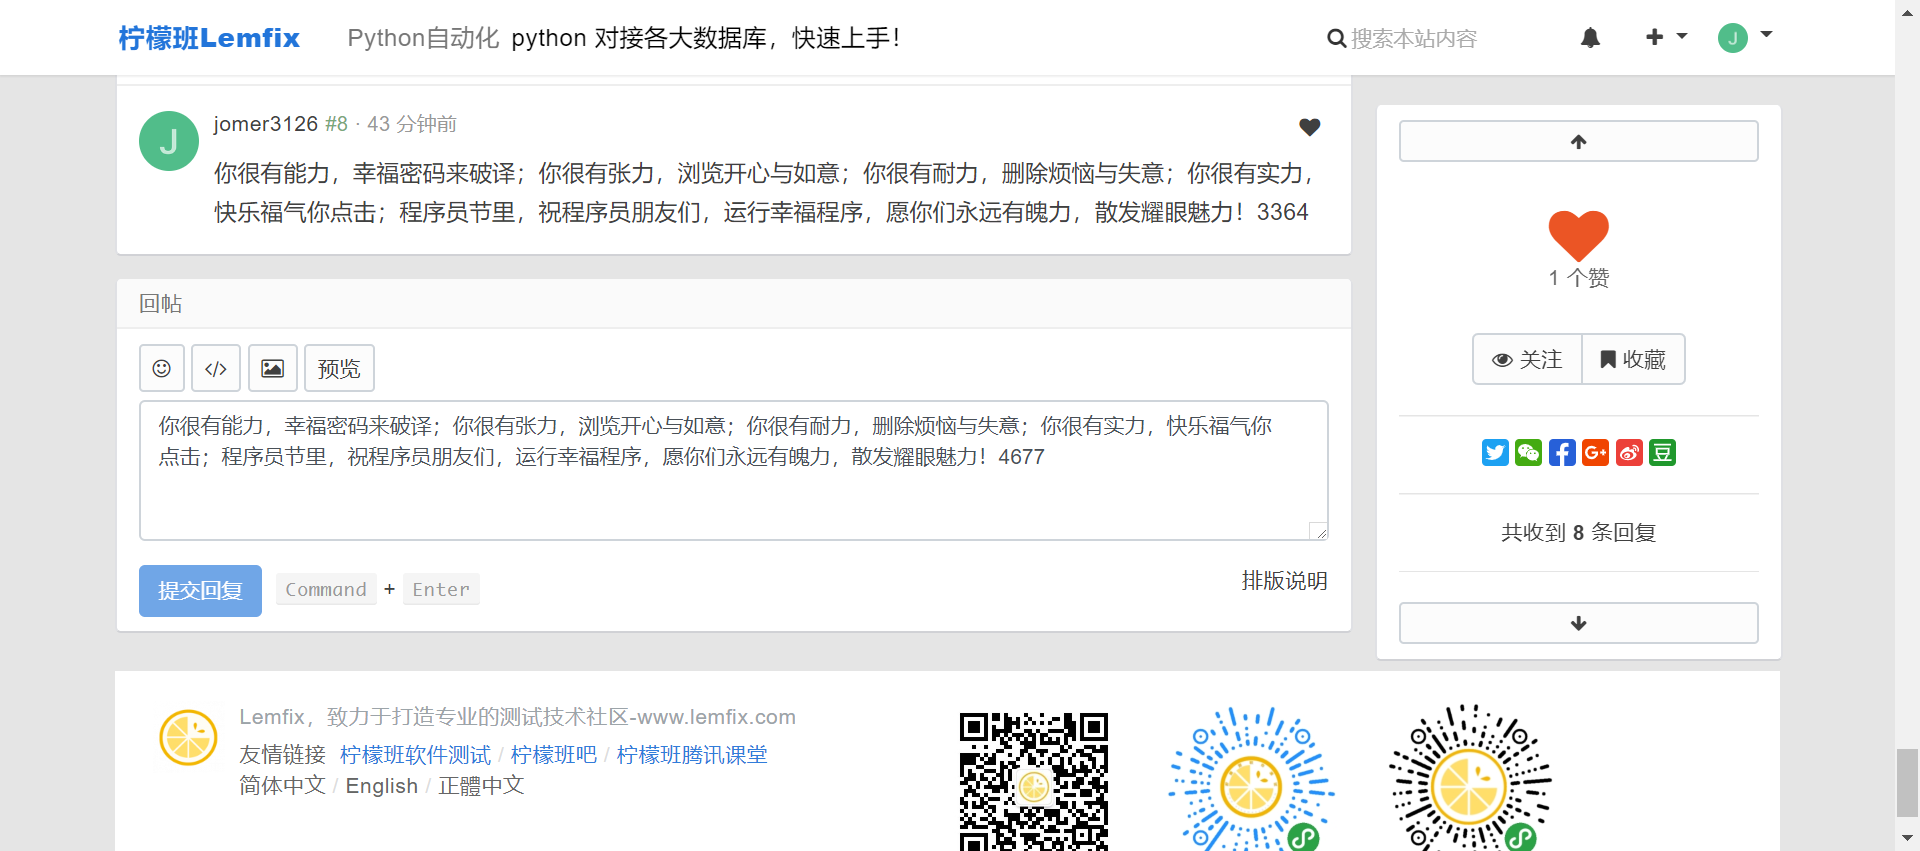 柠檬班Lemfix Python自动化 python 对接各大数据库，快速上手！ 搜索本站内容 J
J jomer3126 #8 · 43 分钟前
你很有能力，幸福密码来破译；你很有张力，浏览开心与如意；你很有耐力，删除烦恼与失意；你很有实力，
快乐福气你点击；程序员节里，祝程序员朋友们，运行幸福程序，愿你们永远有魄力，散发耀眼魅力！3364
1 个赞
关注 收藏
共收到 8 条回复
回帖
预览
你很有能力，幸福密码来破译；你很有张力，浏览开心与如意；你很有耐力，删除烦恼与失意；你很有实力，快乐福气你
点击；程序员节里，祝程序员朋友们，运行幸福程序，愿你们永远有魄力，散发耀眼魅力！4677
提交回复 Command + Enter 排版说明
Lemfix，致力于打造专业的测试技术社区-www.lemfix.com
友情链接 柠檬班软件测试 / 柠檬班吧 / 柠檬班腾讯课堂
简体中文 / English / 正體中文